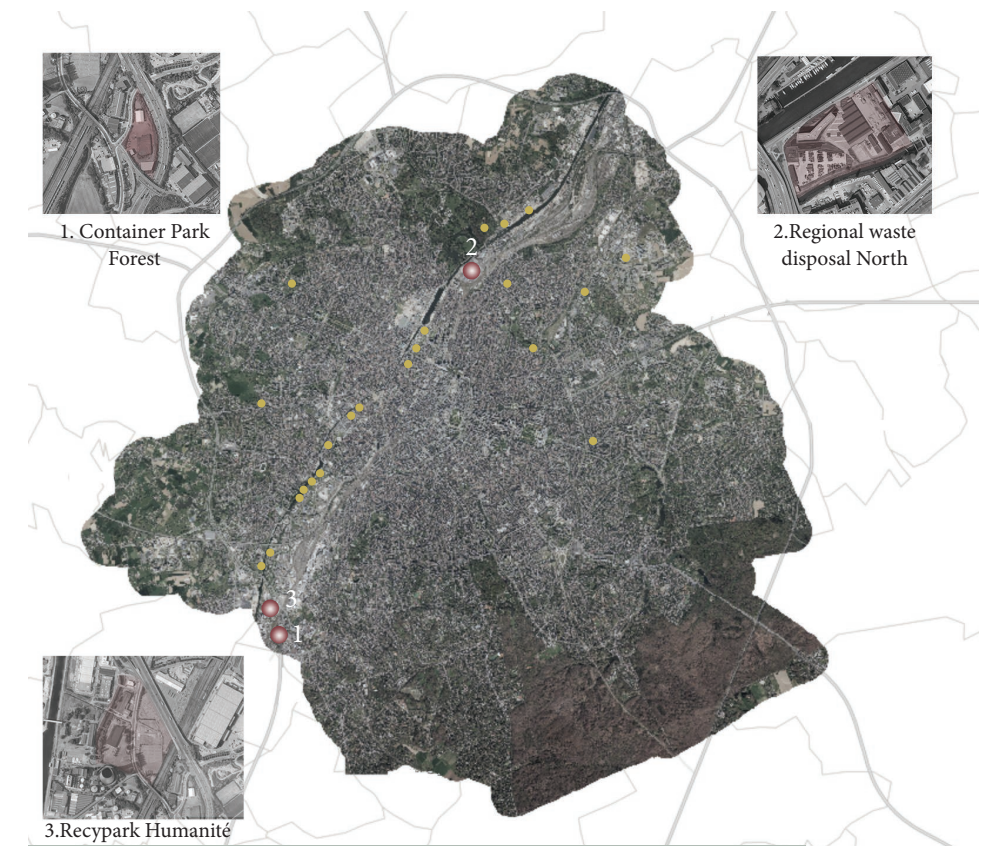 1. Container Park
Forest
2.Regional waste
disposal North
2
3
1
3.Recypark Humanité